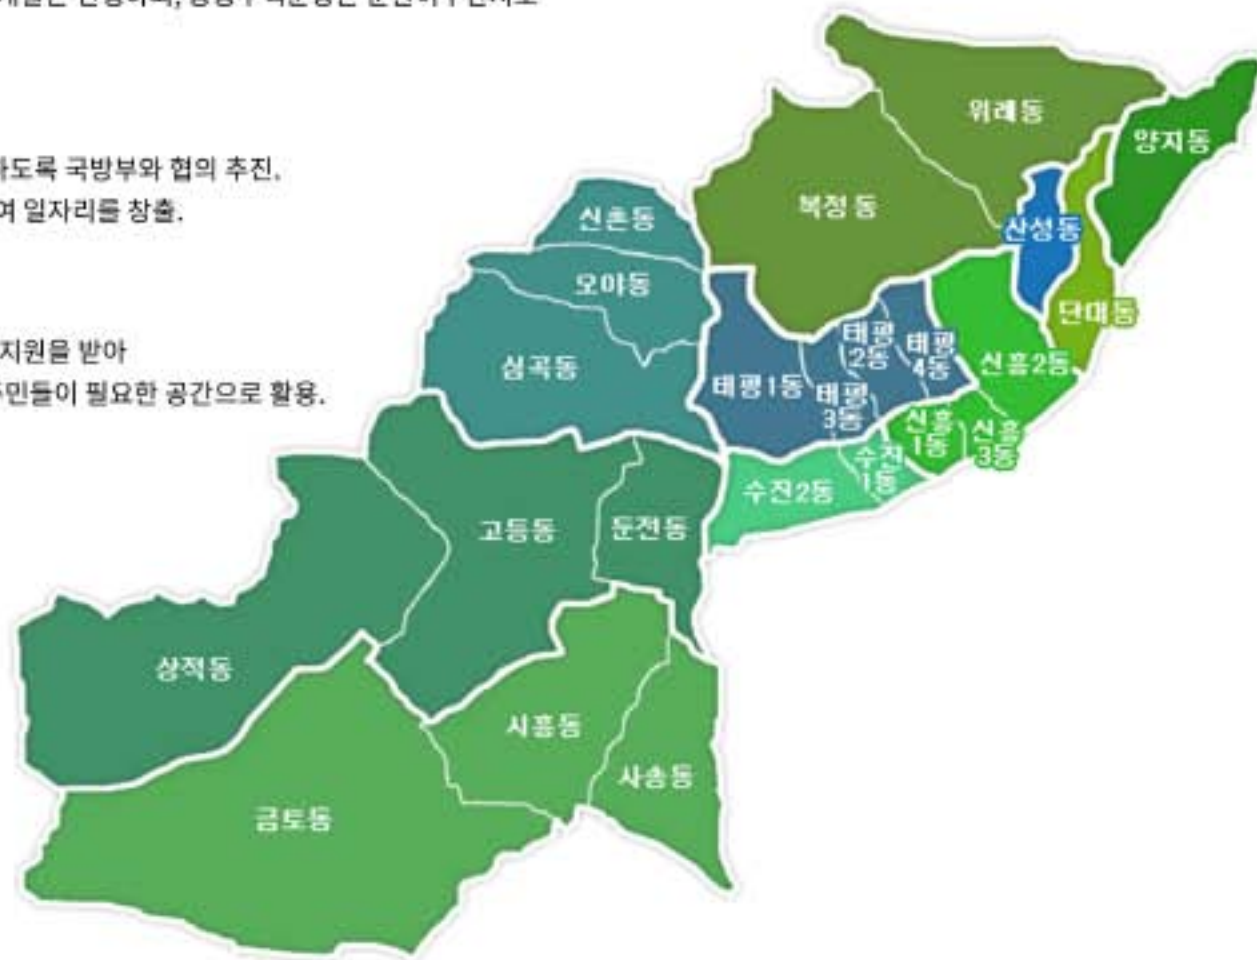 하도록 국방부와 협의 추진.
여 일자리를 창출.
지원을 받아
주민들이 필요한 공간으로 활용.
위례동
양지동
복정동
산성동
신촌동
오야동
심곡동
단대동
태평
2동
태평
4동
신흥2동
태평1동
태평
3동
신흥
1동
신흥
3동
수진
1동
수진2동
고등동
둔전동
상적동
시흥동
사송동
금토동